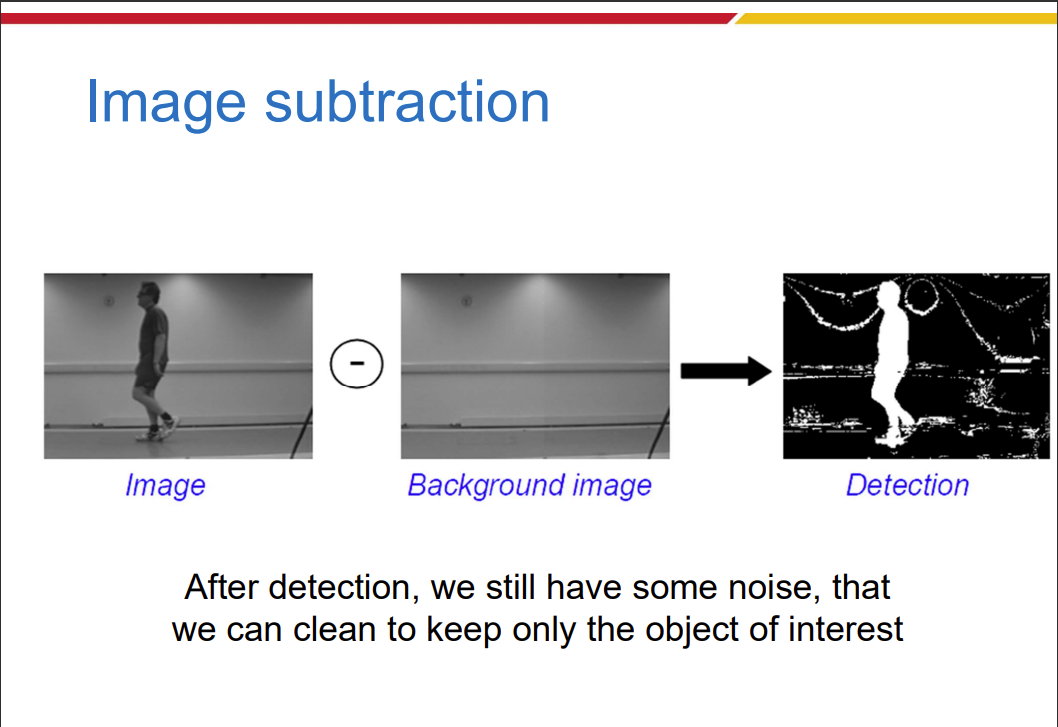 Image subtraction
-
Image
Background image
Detection
After detection, we still have some noise, that
we can clean to keep only the object of interest